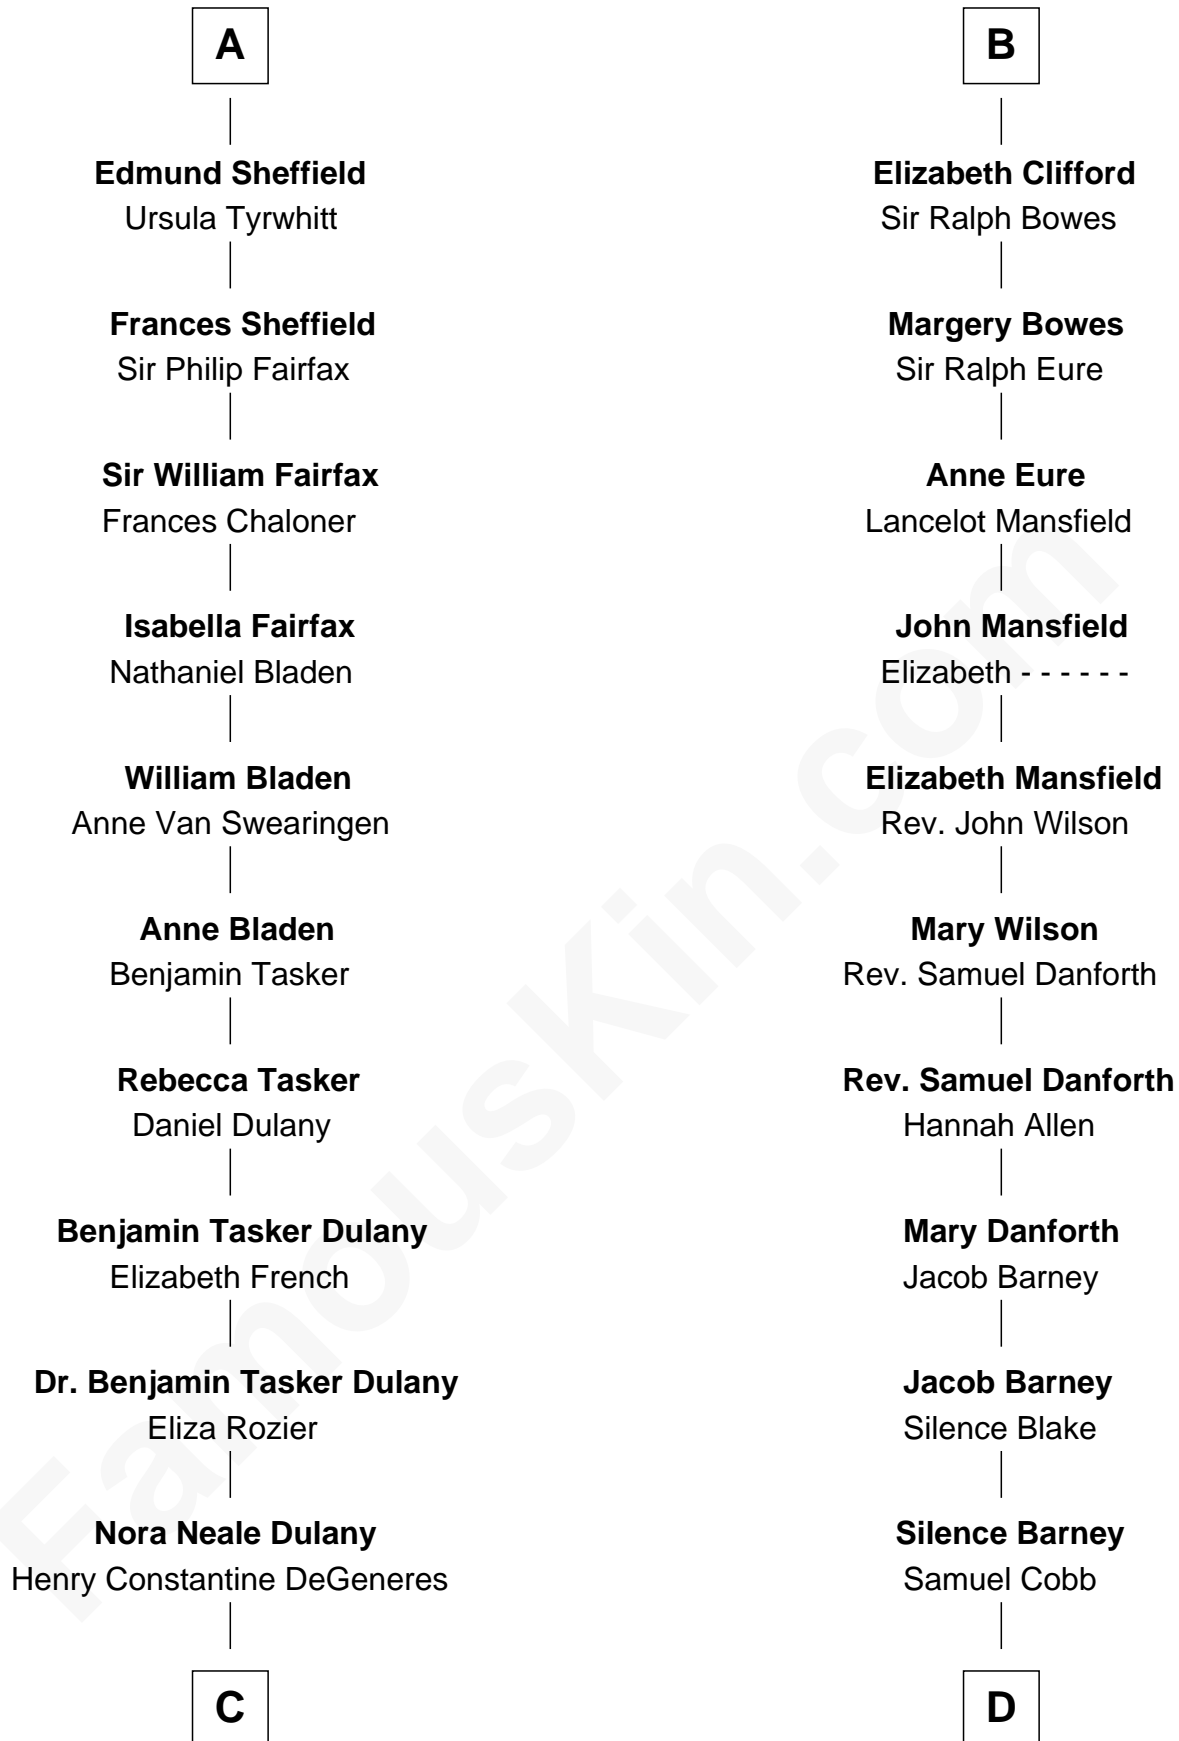 A
Edmund Sheffield
Ursula Tyrwhitt
Frances Sheffield
Sir Philip Fairfax
Sir William Fairfax
Frances Chaloner
Isabella Fairfax
Nathaniel Bladen
William Bladen
Anne Van Swearingen
Anne Bladen
Benjamin Tasker
Rebecca Tasker
Daniel Dulany
Benjamin Tasker Dulany
Elizabeth French
Dr. Benjamin Tasker Dulany
Eliza Rozier
Nora Neale Dulany
Henry Constantine DeGeneres
C
B
Elizabeth Clifford
Sir Ralph Bowes
Margery Bowes
Sir Ralph Eure
Anne Eure
Lancelot Mansfield
John Mansfield
Elizabeth - - - - - -
Elizabeth Mansfield
Rev. John Wilson
Mary Wilson
Rev. Samuel Danforth
Rev. Samuel Danforth
Hannah Allen
Mary Danforth
Jacob Barney
Jacob Barney
Silence Blake
Silence Barney
Samuel Cobb
D
FamousKin.com